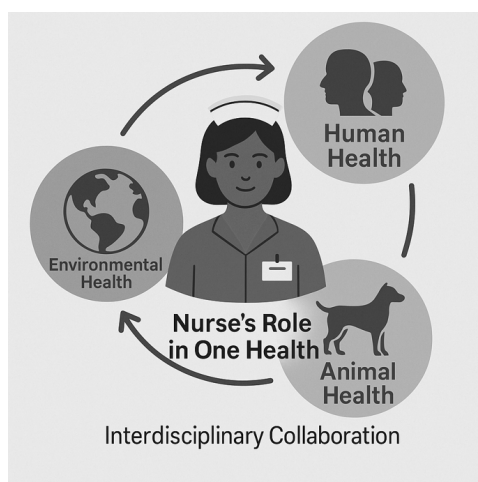 Human
Health
Environmental
Health
Nurse's Role
in One Health
Animal
Health
Interdisciplinary Collaboration